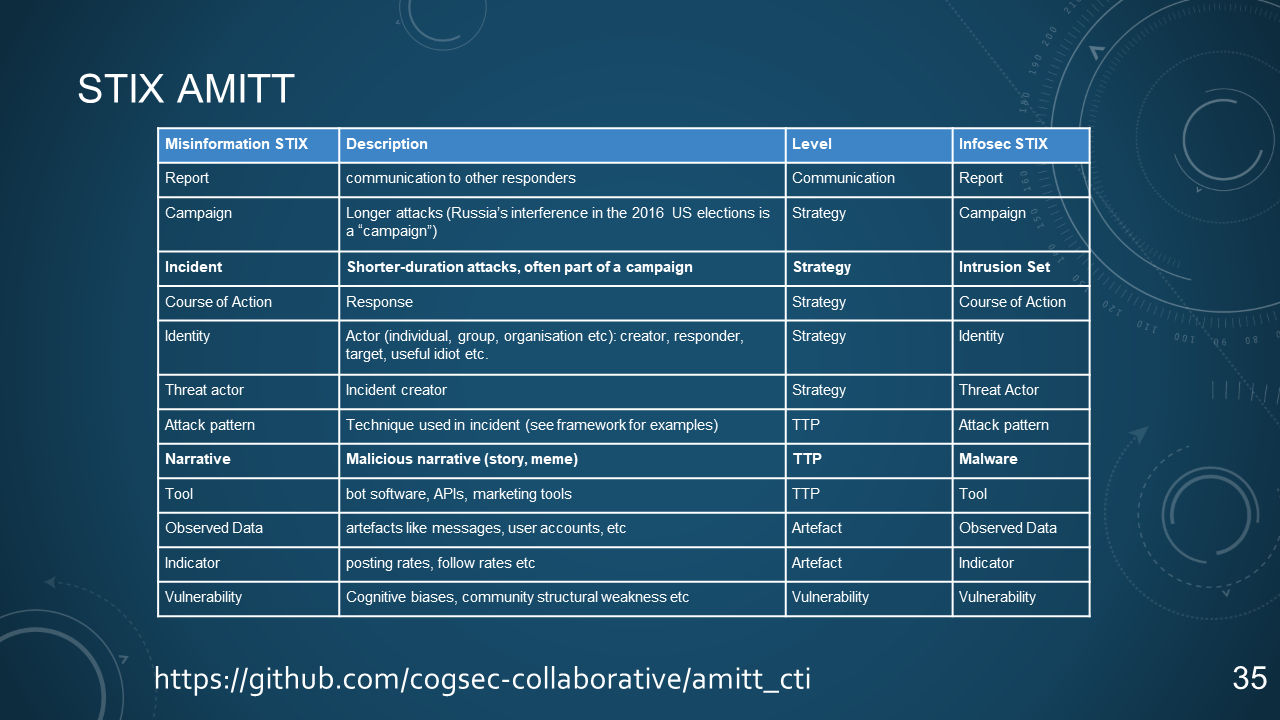 STIX AMITT
Misinformation STIX Description Level Infosec STIX
Report communication to other responders Communication Report
Campaign Longer attacks (Russia's interference in the 2016 US elections is Strategy Campaign
a “campaign”)
Incident Shorter-duration attacks, often part of a campaign Strategy Intrusion Set
Course of Action Response Strategy Course of Action
Identity Actor (individual, group, organisation etc): creator, responder, Strategy Identity
target, useful idiot etc.
Threat actor Incident creator Strategy Threat Actor
Attack pattern Technique used in incident (see framework for examples) TTP Attack pattern
Narrative Malicious narrative (story, meme) TTP Malware
Tool bot software, APIs, marketing tools TTP Tool
Observed Data artefacts like messages, user accounts, etc Artefact Observed Data
Indicator posting rates, follow rates etc Artefact Indicator
Vulnerability Cognitive biases, community structural weakness etc Vulnerability Vulnerability
https://github.com/cogsec-collaborative/amitt_cti
35